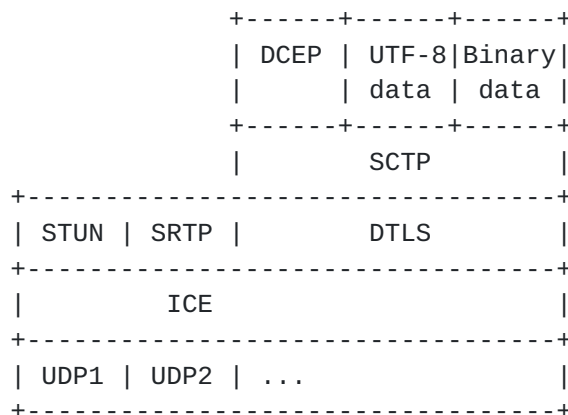 +------+------+------+
| DCEP | UTF-8|Binary|
|      | data | data |
+------+------+------+
|        SCTP        |
+----------------------------------+
| STUN | SRTP |        DTLS        |
+----------------------------------+
|         ICE                      |
+----------------------------------+
| UDP1 | UDP2 | ...                |
+----------------------------------+